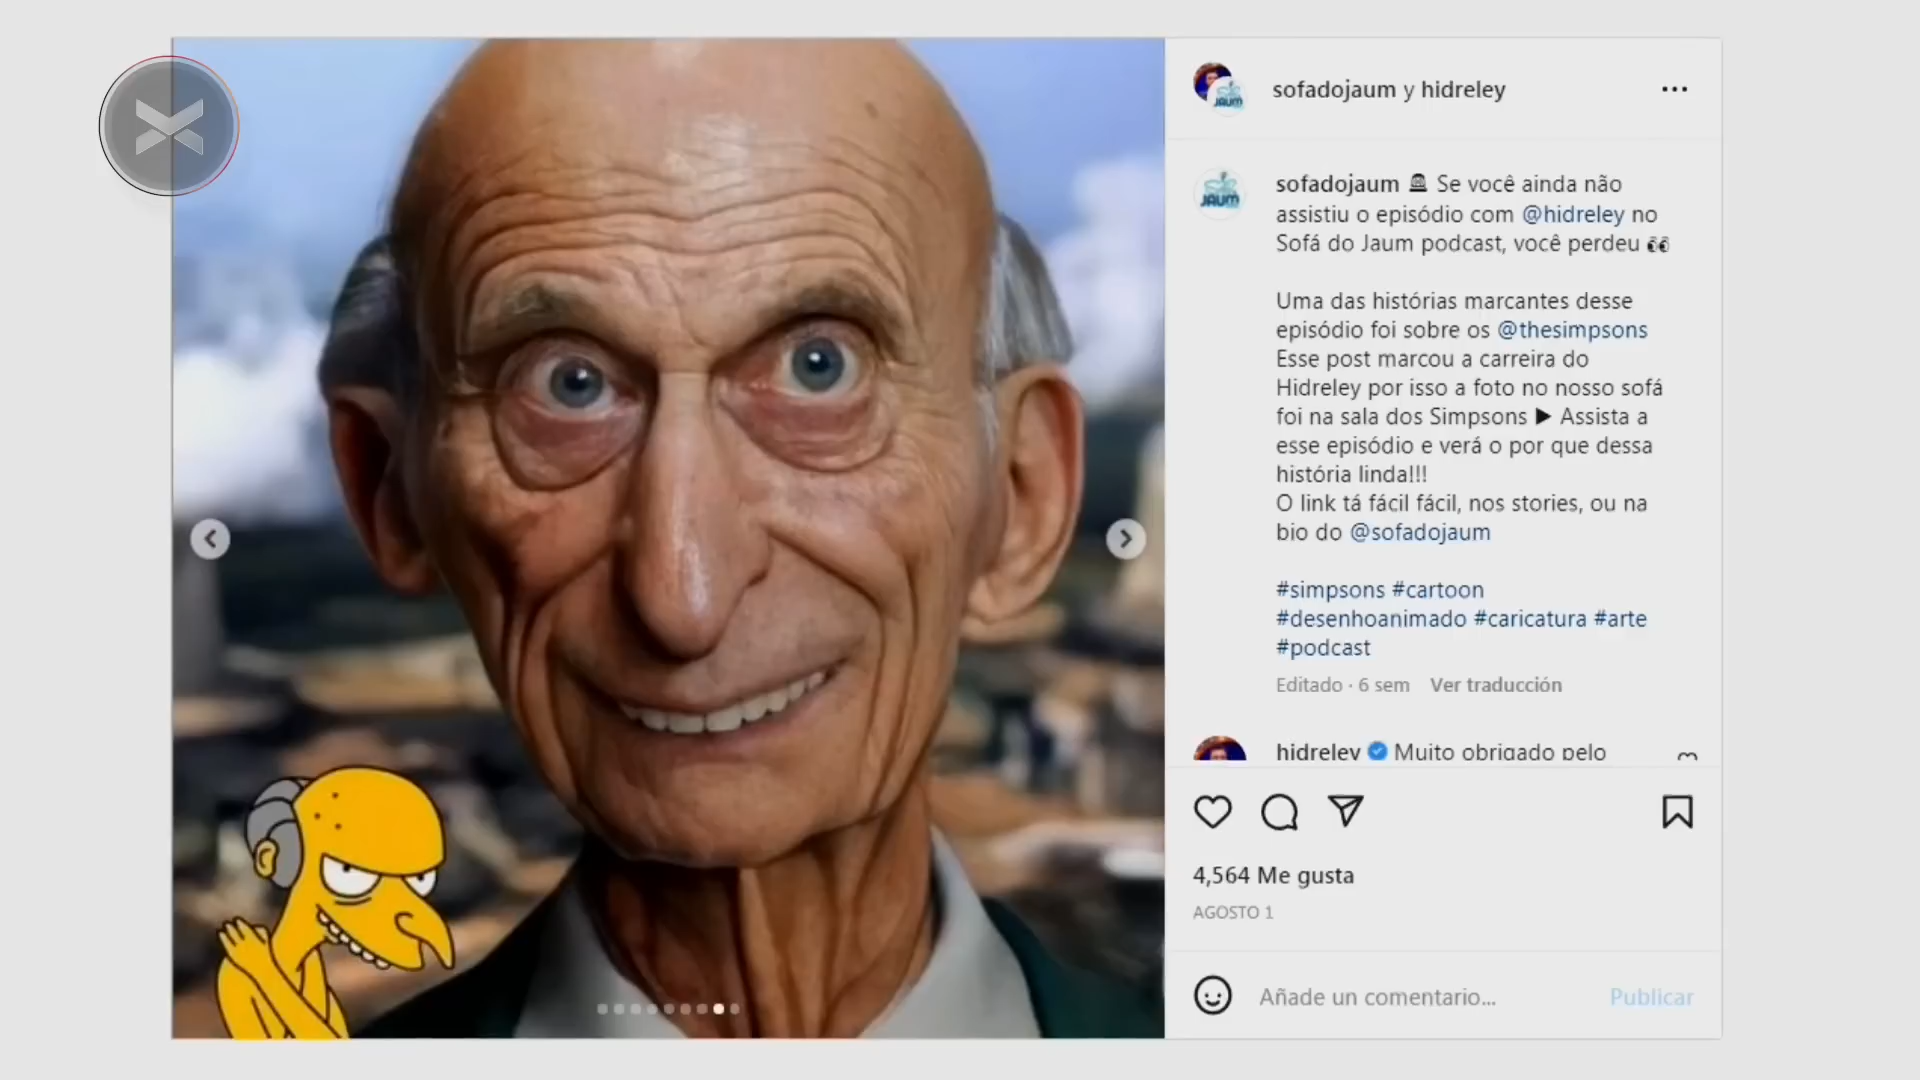 sofadojaum y hidreley
sofadojaum Se você ainda não
assistiu o episódio com @hidreley no
Sofá do Jaum podcast, você perdeu
Uma das histórias marcantes desse
episódio foi sobre os @thesimpsons
Esse post marcou a carreira do
Hidreley por isso a foto no nosso sofá
foi na sala dos Simpsons ▶ Assista a
esse episódio e verá o por que dessa
história linda!!!
O link tá fácil fácil, nos stories, ou na
bio do @sofadojaum
#simpsons #cartoon
#desenhoanimado #caricatura #arte
#podcast
Editado · 6 sem Ver traducción
hidreley Muito obrigado pelo
4,564 Me gusta
AGOSTO 1
Añade un comentario...
Publicar
JAUM
JAUM